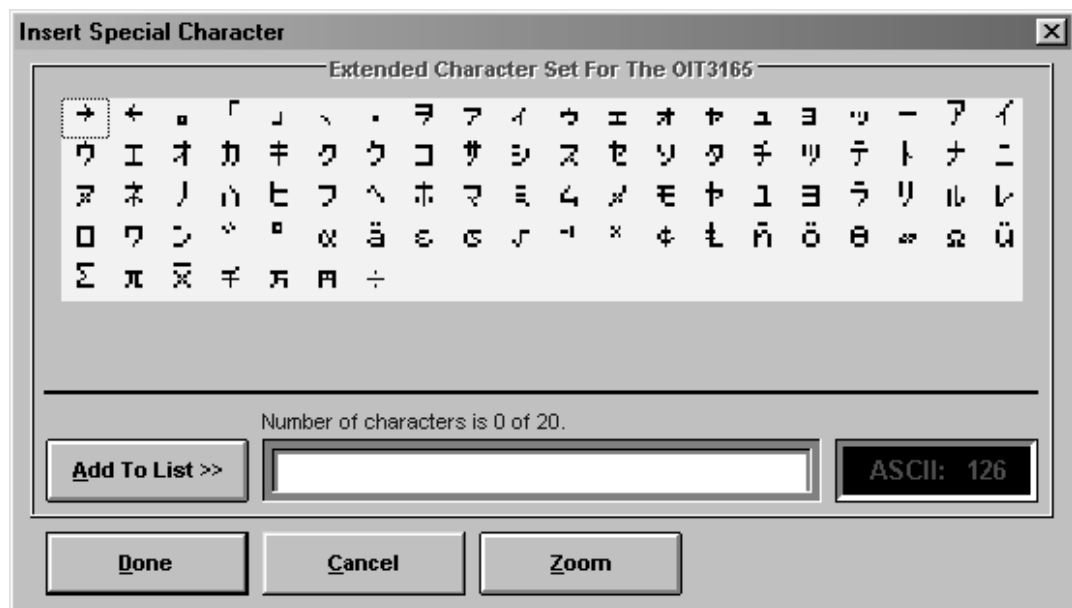 Insert Special Character
Extended Character Set For The OIT3165
→ ← 。 「 」 、 ・ ヲ ァ ィ ゥ ェ ォ ャ ュ ョ ッ ー ア イ
ウ エ オ カ キ ク ケ コ サ シ ス セ ソ タ チ ツ テ ト ナ ニ
ヌ ネ ノ ハ ヒ フ ヘ ホ マ ミ ム メ モ ヤ ユ ヨ ラ リ ル レ
ロ ワ ン ゛ ゜ α ä ε σ √ ⁻¹ ˣ ¢ Ł ñ ö θ ∞ Ω ü
Σ π x̄ 千 万 円 ÷
Number of characters is 0 of 20.
Add To List >>
ASCII: 126
Done Cancel Zoom